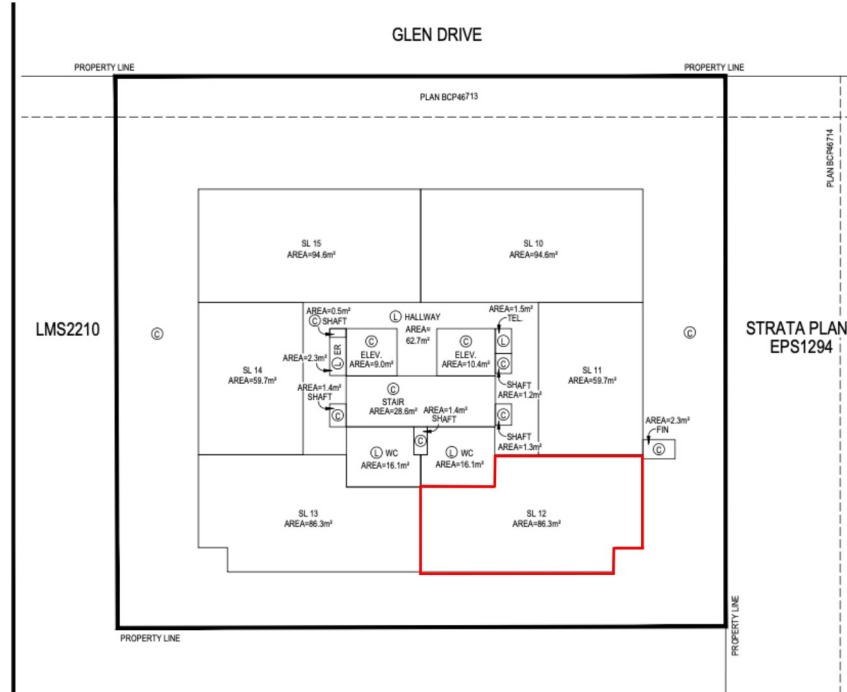 GLEN DRIVE
PROPERTY LINE
PROPERTY LINE
PLAN BCP46713
PLAN BCP46714
SL 15
AREA=94.6m²
SL 10
AREA=94.6m²
AREA=0.5m²
Ⓒ SHAFT
Ⓛ HALLWAY
AREA=
62.7m²
AREA=1.5m²
TEL.
LMS2210
Ⓒ
Ⓒ
STRATA PLAN
EPS1294
Ⓛ ER
Ⓒ
ELEV.
AREA=9.0m²
Ⓒ
ELEV.
AREA=10.4m²
Ⓛ
Ⓒ
AREA=2.3m²
SL 14
AREA=59.7m²
SL 11
AREA=59.7m²
SHAFT
AREA=1.2m²
AREA=1.4m²
SHAFT
Ⓒ
Ⓒ
STAIR
AREA=28.6m²
AREA=1.4m²
SHAFT
Ⓒ
Ⓒ
SHAFT
AREA=1.3m²
AREA=2.3m²
FIN
Ⓒ
Ⓛ WC
AREA=16.1m²
Ⓛ WC
AREA=16.1m²
SL 13
AREA=86.3m²
SL 12
AREA=86.3m²
PROPERTY LINE
PROPERTY LINE